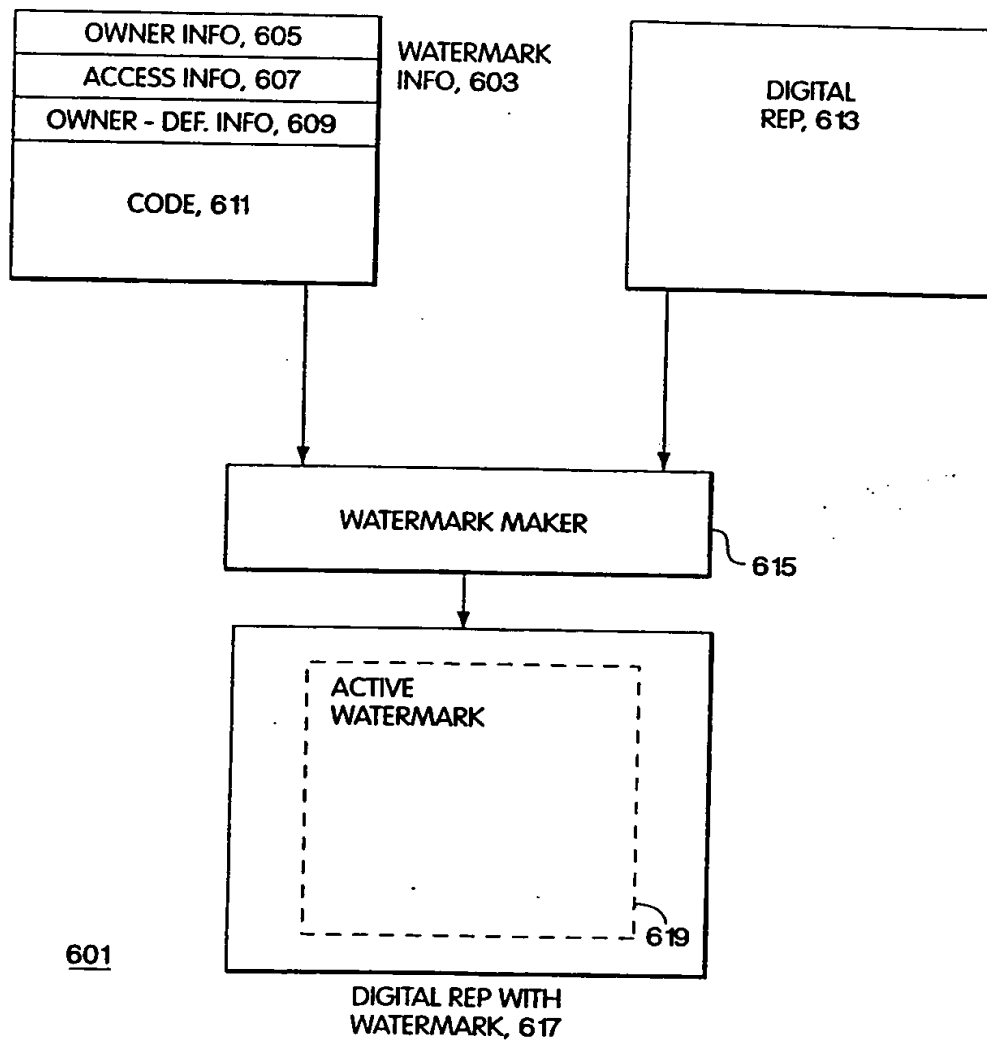 OWNER INFO, 605
ACCESS INFO, 607
OWNER - DEF. INFO, 609
CODE, 611
WATERMARK
INFO, 603
DIGITAL
REP, 613
WATERMARK MAKER
615
ACTIVE
WATERMARK
619
601
DIGITAL REP WITH
WATERMARK, 617